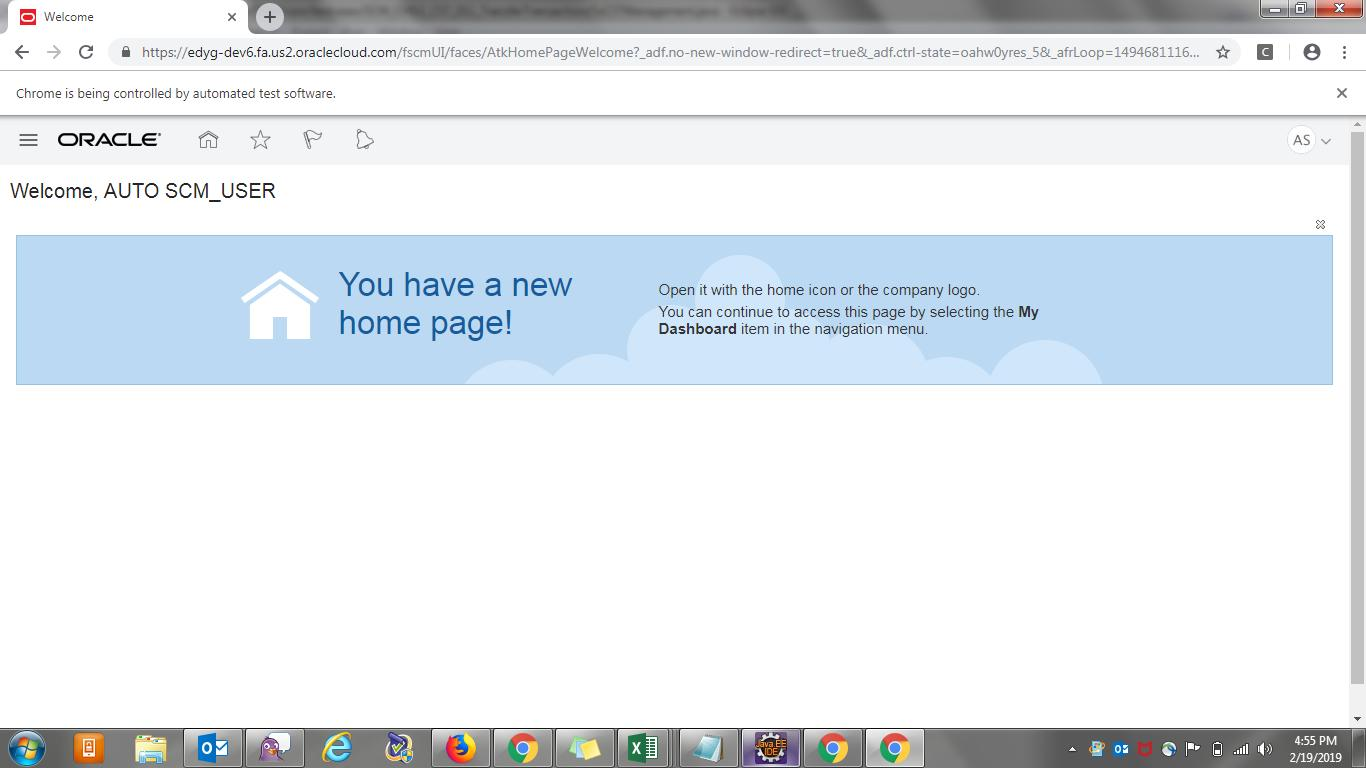 Welcome
https://edyg-dev6.fa.us2.oraclecloud.com/fscmUI/faces/AtkHomePageWelcome?_adf.no-new-window-redirect=true&_adf.ctrl-state=oahw0yres_5&_afrLoop=1494681116...
C
Chrome is being controlled by automated test software.
ORACLE
AS
Welcome, AUTO SCM_USER
You have a new
home page!
Open it with the home icon or the company logo.
You can continue to access this page by selecting the My
Dashboard item in the navigation menu.
Java EE
IDE
4:55 PM
2/19/2019